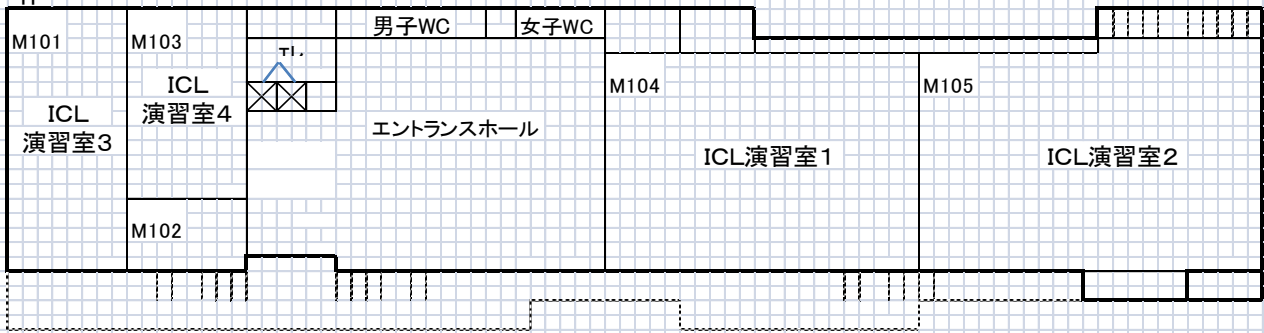 男子WC
女子WC
M101
M103
ICL
演習室4
ICL
演習室3
エントランスホール
M104
M105
ICL演習室1
ICL演習室2
M102